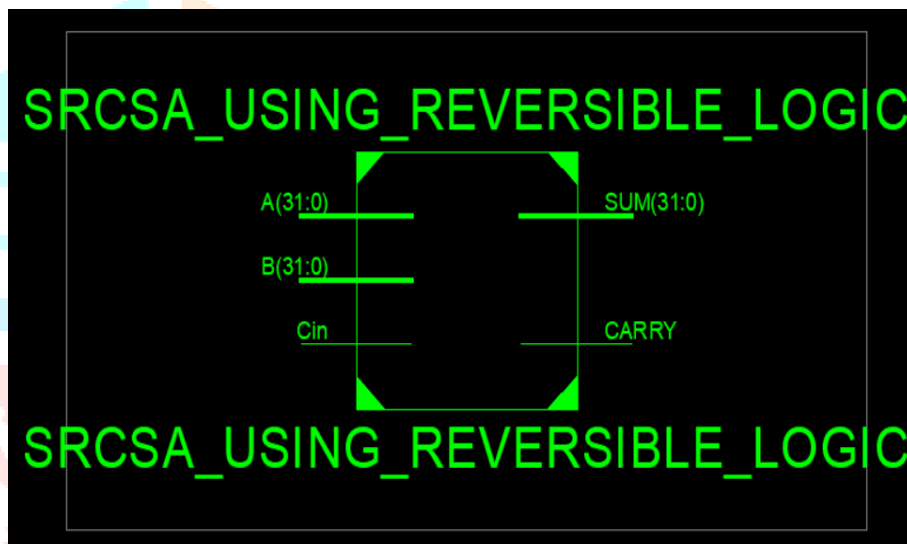 SRCSA_USING_REVERSIBLE_LOGIC
A(31:0)
SUM(31:0)
B(31:0)
Cin
CARRY
SRCSA_USING_REVERSIBLE_LOGIC